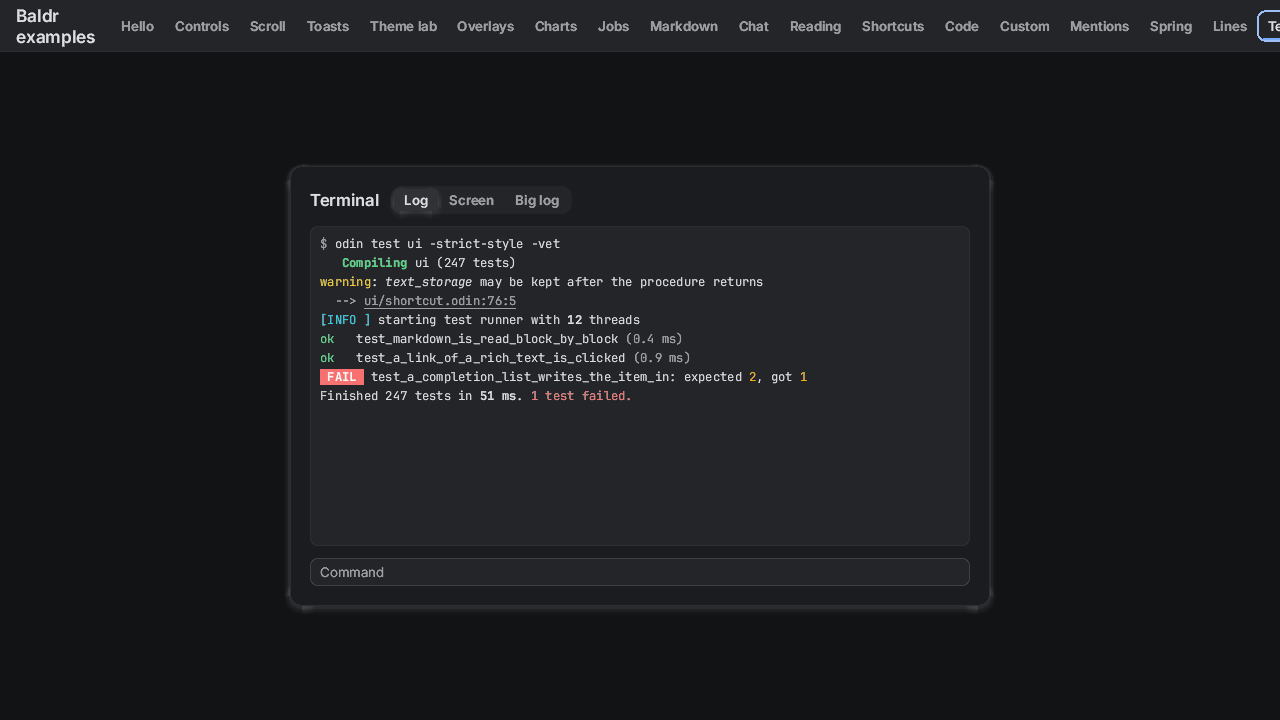 Baldr examples
Hello Controls Scroll Toasts Theme lab Overlays Charts Jobs Markdown Chat Reading Shortcuts Code Custom Mentions Spring Lines
Terminal Log Screen Big log
$ odin test ui -strict-style -vet
Compiling ui (247 tests)
warning: text_storage may be kept after the procedure returns
--> ui/shortcut.odin:76:5
[INFO ] starting test runner with 12 threads
ok test_markdown_is_read_block_by_block (0.4 ms)
ok test_a_link_of_a_rich_text_is_clicked (0.9 ms)
FAIL test_a_completion_list_writes_the_item_in: expected 2, got 1
Finished 247 tests in 51 ms. 1 test failed.
Command